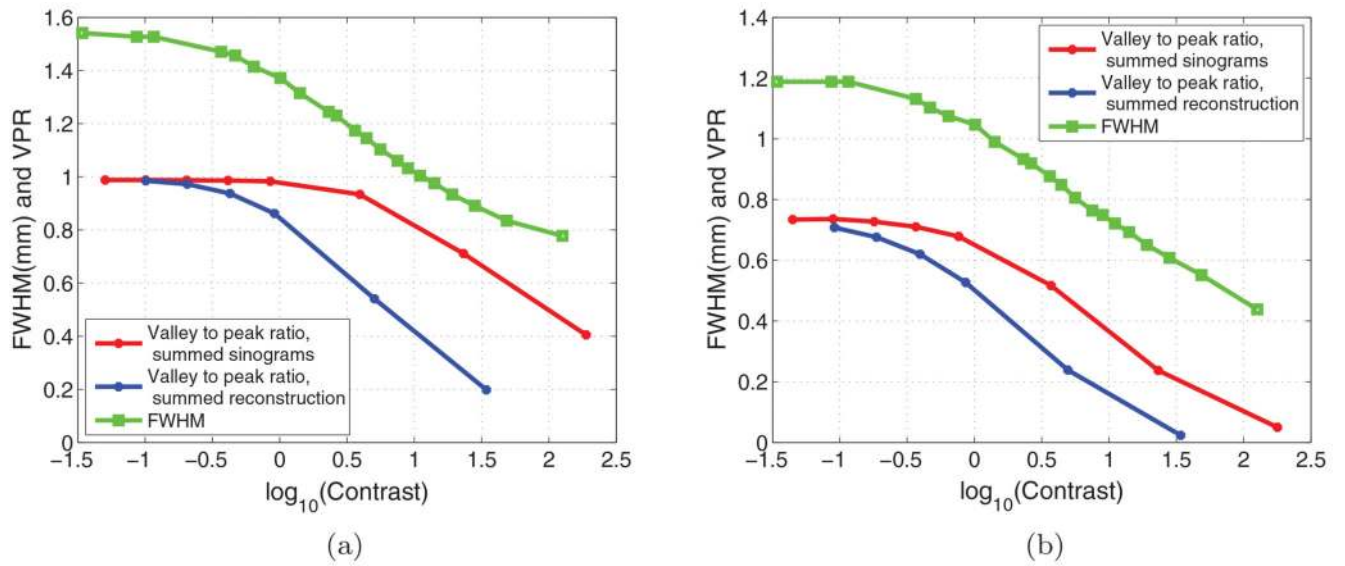 1.6
1.4
1.2
1
0.8
0.6
0.4
0.2
0
FWHM(mm) and VPR
Valley to peak ratio,
summed sinograms
Valley to peak ratio,
summed reconstruction
FWHM
−1.5 −1 −0.5 0 0.5 1 1.5 2 2.5
log10(Contrast)
(a)
1.4
1.2
1
0.8
0.6
0.4
0.2
0
FWHM(mm) and VPR
Valley to peak ratio,
summed sinograms
Valley to peak ratio,
summed reconstruction
FWHM
−1.5 −1 −0.5 0 0.5 1 1.5 2 2.5
log10(Contrast)
(b)